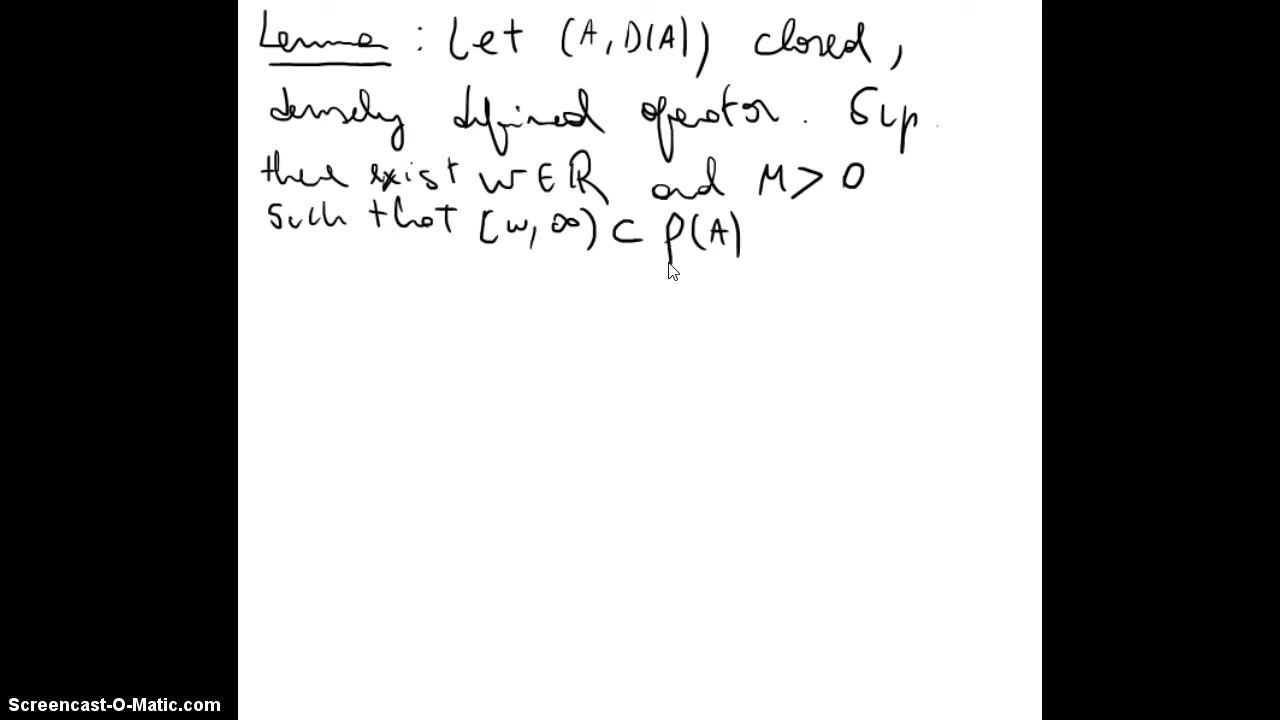 Lemma : Let (A, D(A)) closed,
densely defined operator. Sup.
there exist w ∈ ℝ and M > 0
such that [w, ∞) ⊂ ρ(A)
Screencast-O-Matic.com